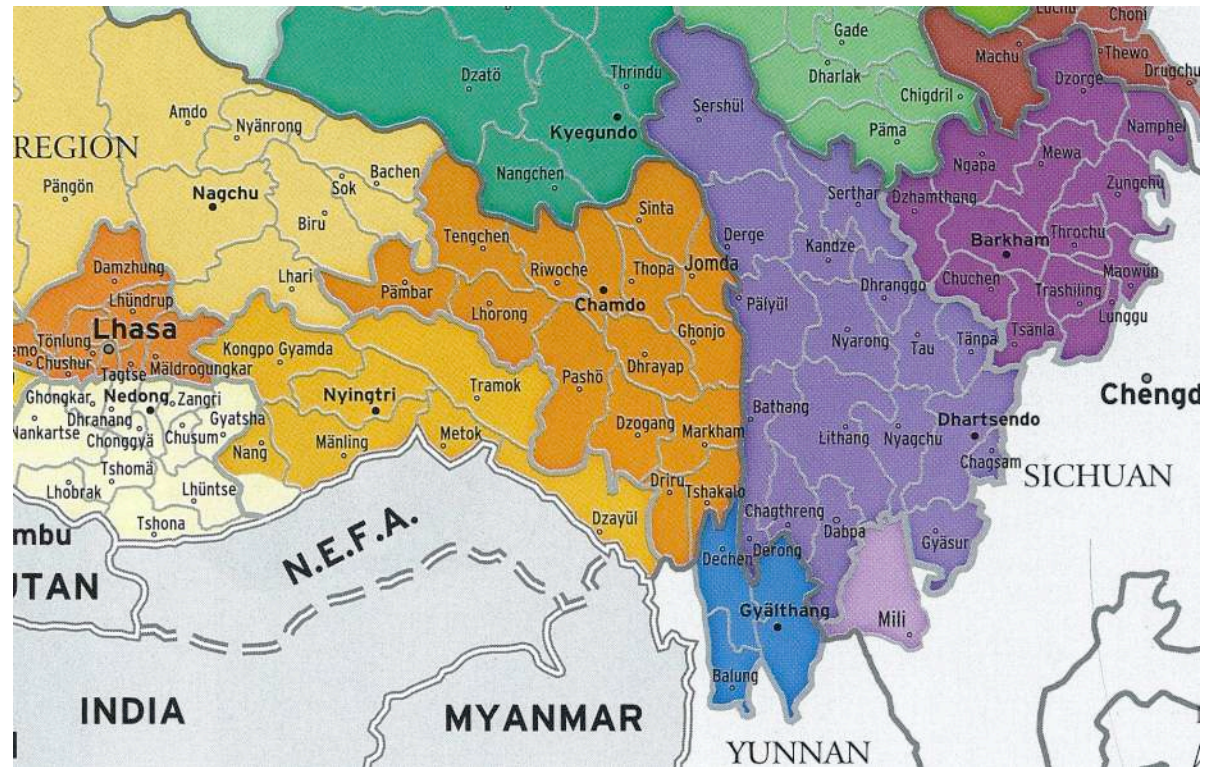 Luchu
Choni
Gade
Machu
Thewo
Dzatö
Thrindu
Dharlak
Dzorge
Drugchu
Chigdril
Sershül
Amdo
Nyänrong
Kyegundo
Päma
Namphel
REGION
Mewa
Ngapa
Pängön
Nagchu
Sok
Bachen
Nangchen
Serthar
Dzhamthang
Zungchu
Biru
Sinta
Tengchen
Derge
Kandze
Barkham
Throchu
Damzhung
Lhari
Riwoche
Thopa
Jomda
Maowun
Lhündrup
Pämbar
Chamdo
Dhranggo
Chuchen
Trashiling
Pälyül
Lhorong
Lunggu
Lhasa
Tönlung
Ghonjo
Nyarong
Tau
Tänpa
Tsänla
emo
Chushur
Kongpo Gyamda
Tagtse
Mäldrogungkar
Dhrayap
Pashö
Tramok
Ghongkar
Nedong
Zangri
Nyingtri
Chengd
Dhranang
Gyatsha
Bathang
Dhartsendo
Nankartse
Chonggyä
Chusum
Nang
Mänling
Metok
Dzogang
Markham
Lithang
Nyagchu
Chagsam
Tshomä
Lhobrak
Lhüntse
Driru
Tshakalo
SICHUAN
Tshona
Dzayül
Chagthreng
Dabpa
mbu
N.E.F.A.
Dechen
Derong
Gyäsur
UTAN
Gyälthang
Mili
Balung
INDIA
MYANMAR
YUNNAN